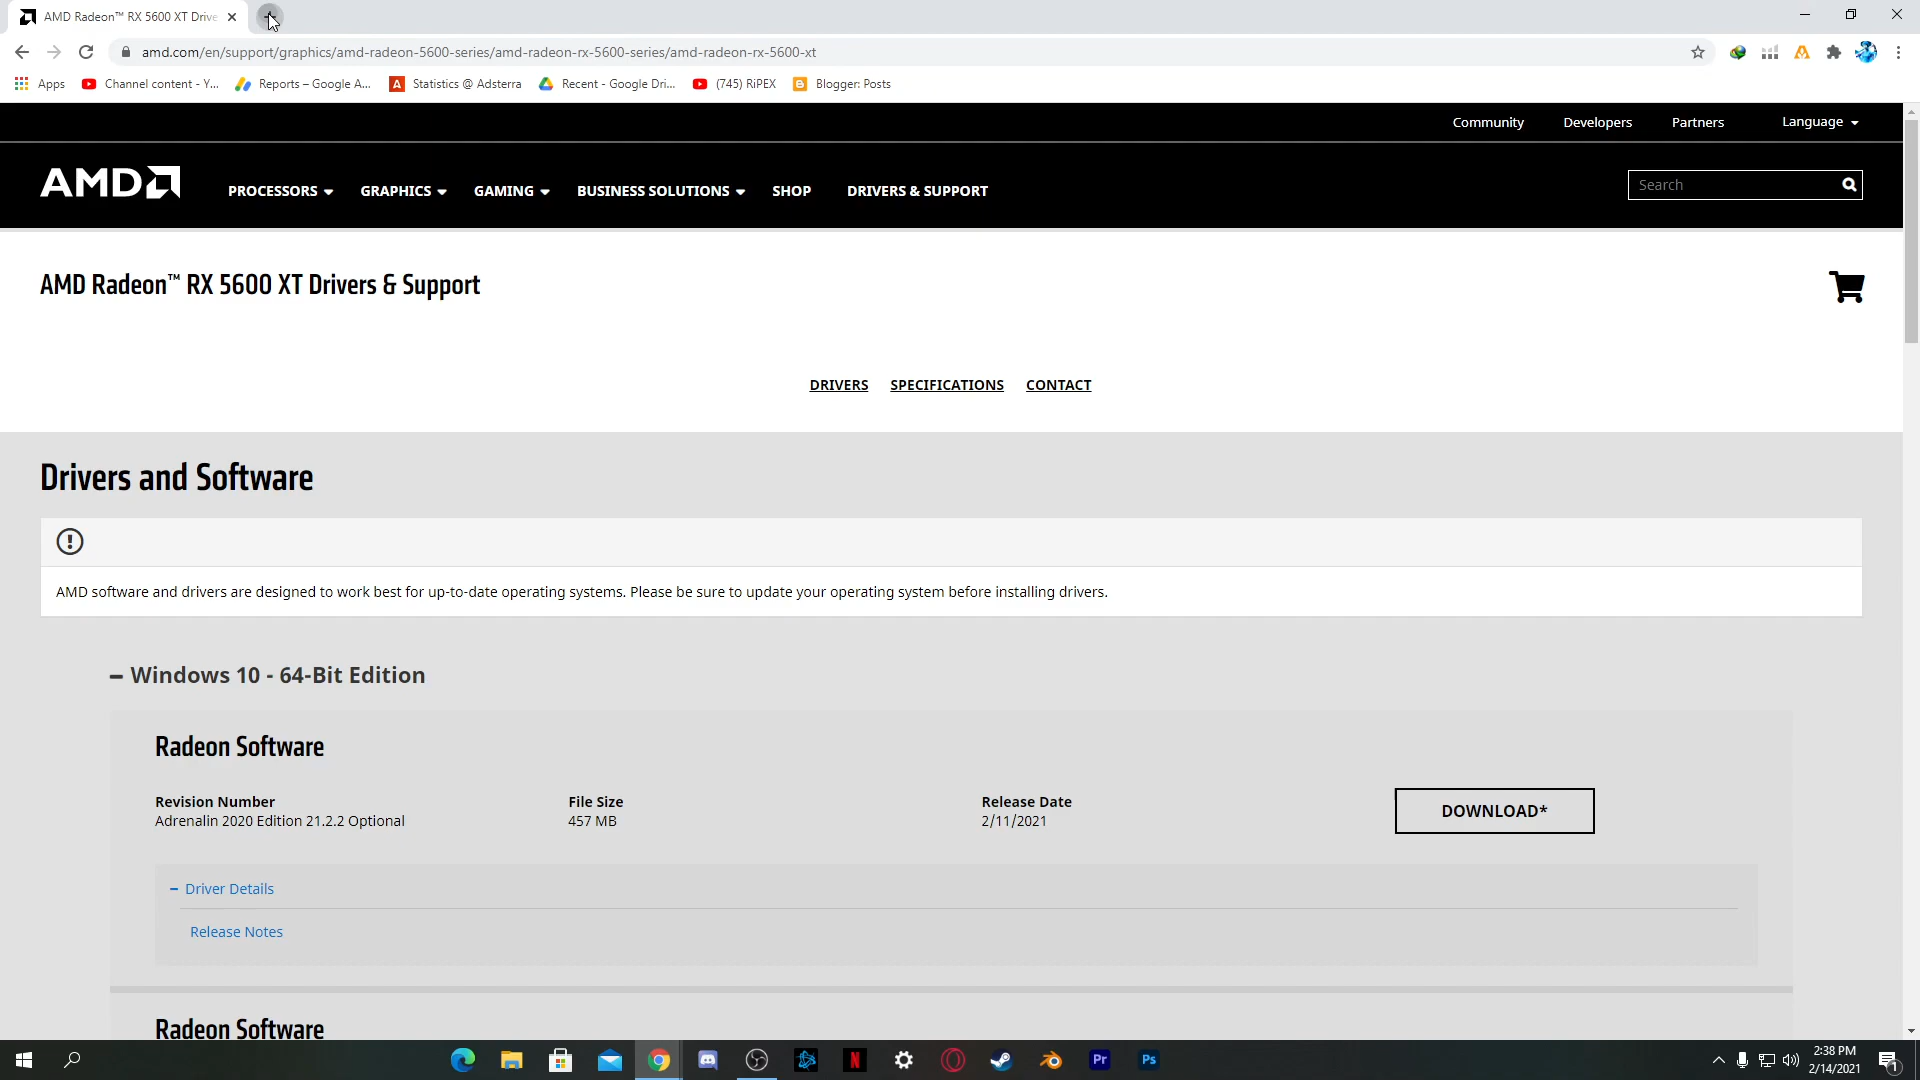 AMD Radeon™ RX 5600 XT Drive
amd.com/en/support/graphics/amd-radeon-5600-series/amd-radeon-rx-5600-series/amd-radeon-rx-5600-xt
Apps
Channel content - Y...
Reports – Google A...
A
Statistics @ Adsterra
Recent - Google Dri...
(745) RiPEX
Blogger: Posts
Community
Developers
Partners
Language
AMD
PROCESSORS
GRAPHICS
GAMING
BUSINESS SOLUTIONS
SHOP
DRIVERS & SUPPORT
Search
AMD Radeon™ RX 5600 XT Drivers & Support
DRIVERS
SPECIFICATIONS
CONTACT
Drivers and Software
AMD software and drivers are designed to work best for up-to-date operating systems. Please be sure to update your operating system before installing drivers.
Windows 10 - 64-Bit Edition
Radeon Software
Revision Number
Adrenalin 2020 Edition 21.2.2 Optional
File Size
457 MB
Release Date
2/11/2021
DOWNLOAD*
Driver Details
Release Notes
Radeon Software
N
Pr
Ps
2:38 PM
2/14/2021
1